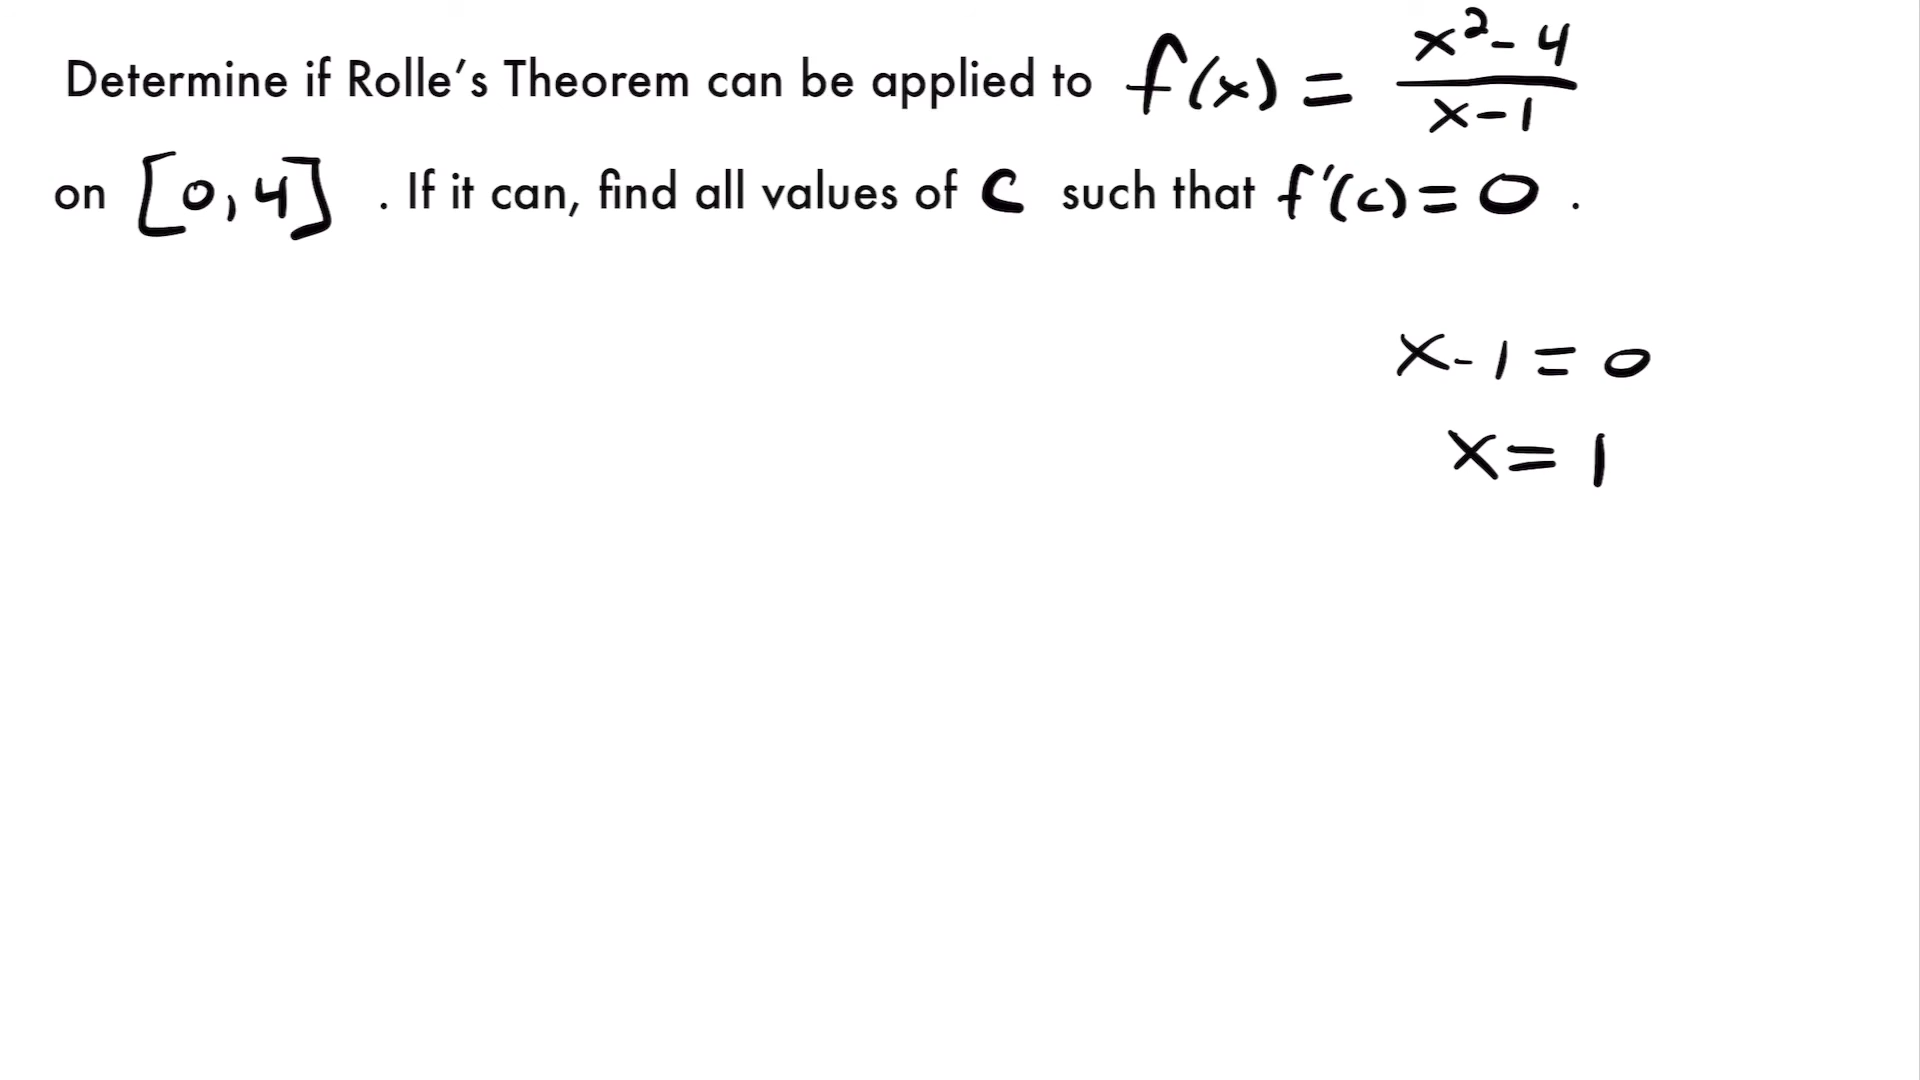 Determine if Rolle's Theorem can be applied to f(x) = (x² - 4)/(x - 1)
on [0, 4] . If it can, find all values of C such that f'(c) = 0 .
x - 1 = 0
x = 1